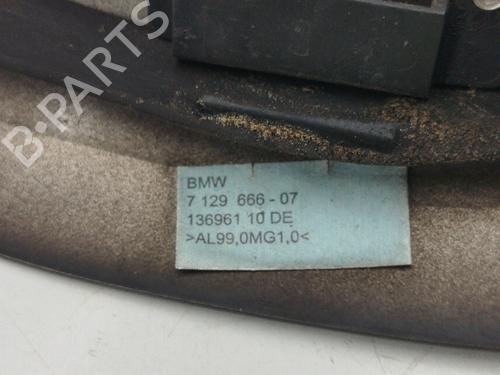 B-PARTS
BMW
7 129 666 - 07
136961 10 DE
>AL99,0MG1,0<